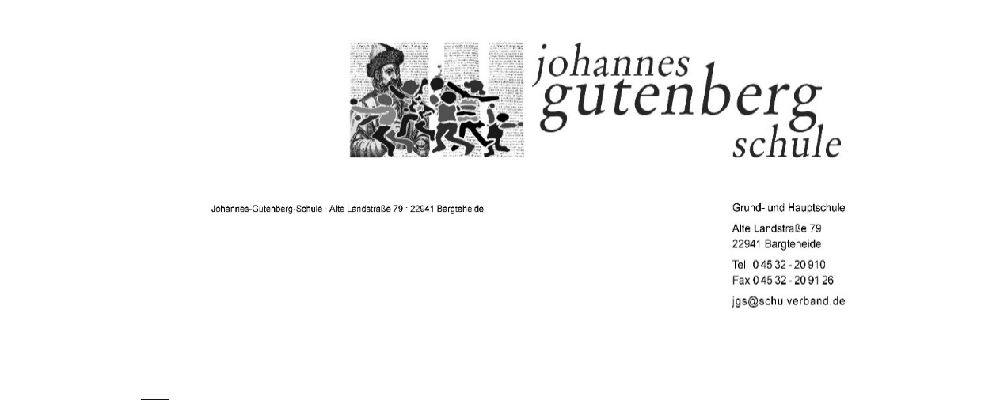 johannes
gutenberg
schule
Johannes-Gutenberg-Schule · Alte Landstraße 79 · 22941 Bargteheide
Grund- und Hauptschule
Alte Landstraße 79
22941 Bargteheide
Tel. 0 45 32 - 20 910
Fax 0 45 32 - 20 91 26
jgs@schulverband.de